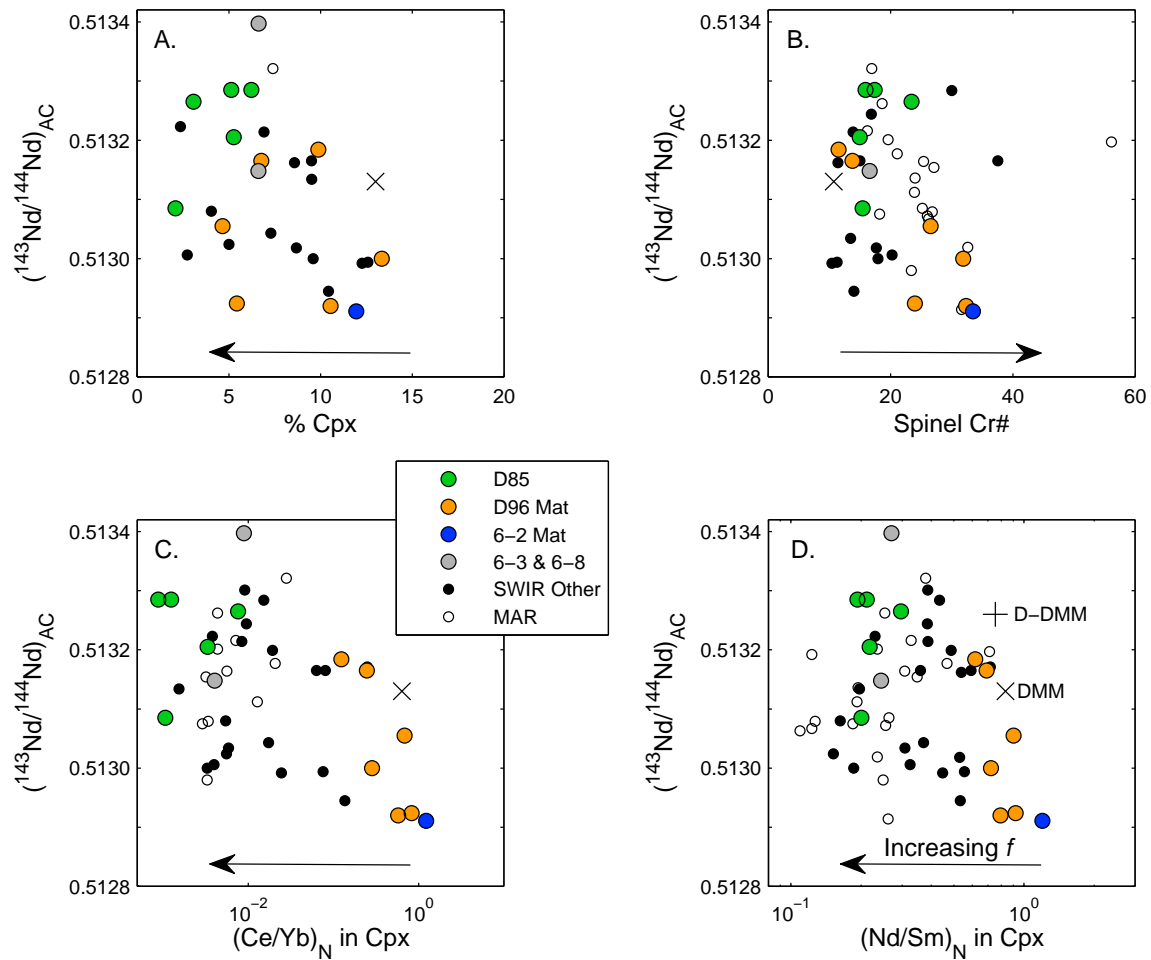 A.
0.5134
0.5132
0.5130
0.5128
(143Nd/144Nd)AC
0 5 10 15 20
% Cpx
B.
0.5134
0.5132
0.5130
0.5128
(143Nd/144Nd)AC
0 20 40 60
Spinel Cr#
D85
D96 Mat
6−2 Mat
6−3 & 6−8
SWIR Other
MAR
C.
0.5134
0.5132
0.5130
0.5128
(143Nd/144Nd)AC
10−2 100
(Ce/Yb)N in Cpx
D.
0.5134
0.5132
0.5130
0.5128
(143Nd/144Nd)AC
D−DMM
DMM
Increasing f
10−1 100
(Nd/Sm)N in Cpx